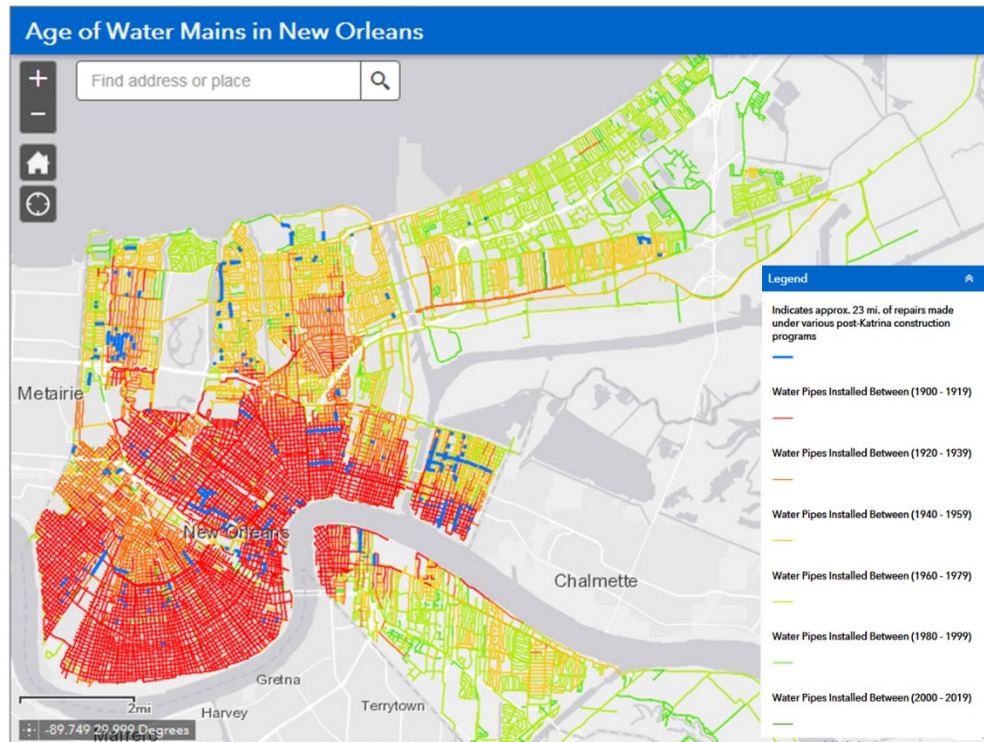 Age of Water Mains in New Orleans
+
Find address or place
−
Legend
Indicates approx. 23 mi. of repairs made
under various post-Katrina construction
programs
Water Pipes Installed Between (1900 - 1919)
Metairie
Water Pipes Installed Between (1920 - 1939)
Water Pipes Installed Between (1940 - 1959)
New Orleans
Water Pipes Installed Between (1960 - 1979)
Chalmette
Water Pipes Installed Between (1980 - 1999)
Gretna
Water Pipes Installed Between (2000 - 2019)
2mi
Harvey
Terrytown
-89.749 29.999 Degrees
Marrero